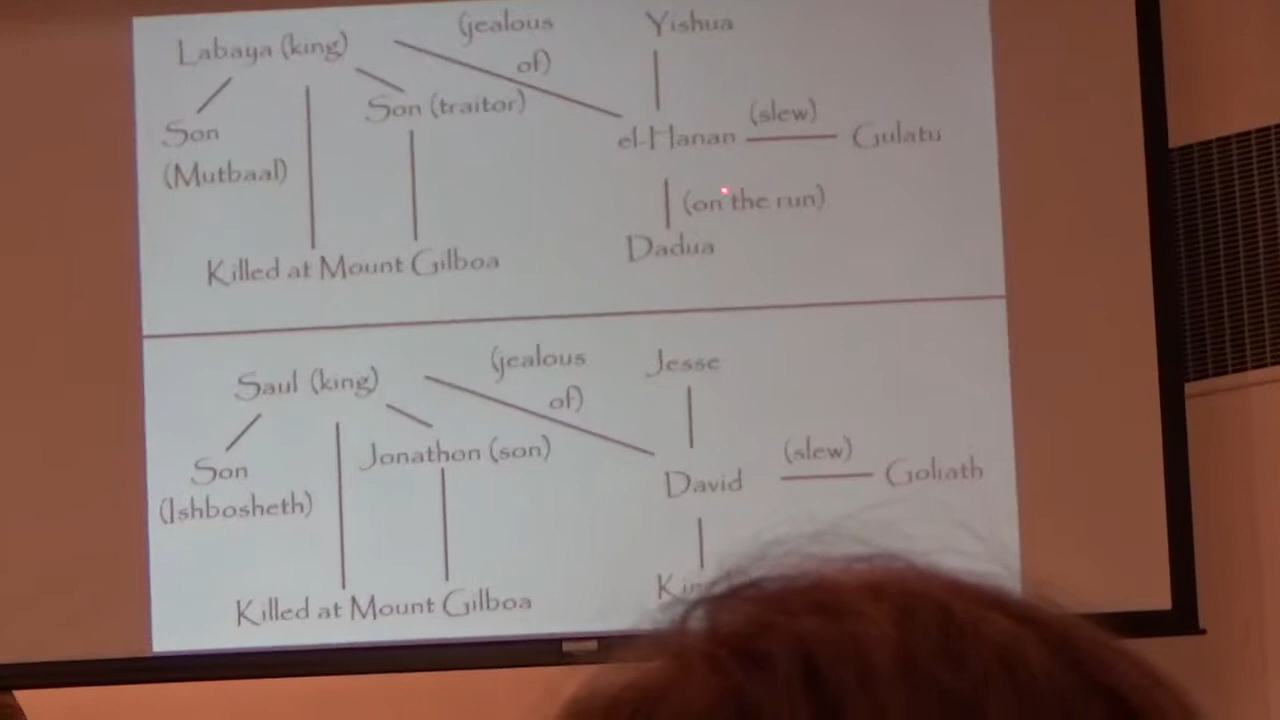 Labaya (king)
(jealous
of)
Yishua
Son
(Mutbaal)
Son (traitor)
el-Hanan
(slew)
Gulatu
(on the run)
Dadua
Killed at Mount Gilboa
Saul (king)
(jealous
of)
Jesse
Son
(Ishbosheth)
Jonathon (son)
David
(slew)
Goliath
Killed at Mount Gilboa